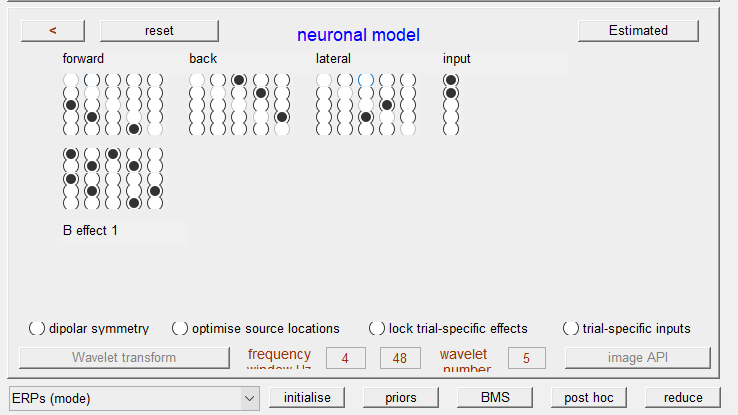 < reset neuronal model Estimated
forward back lateral input
B effect 1
dipolar symmetry optimise source locations lock trial-specific effects trial-specific inputs
Wavelet transform frequency 4 48 wavelet 5 image API
window Hz number
ERPs (mode) initialise priors BMS post hoc reduce